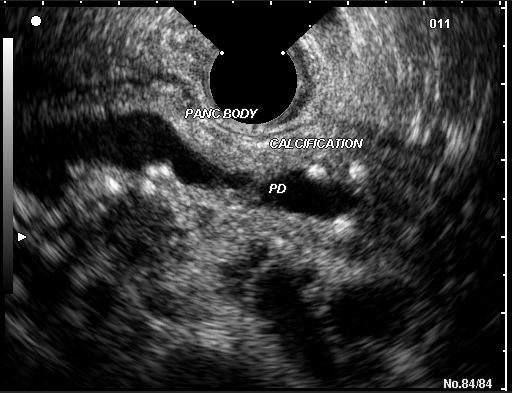 011
PANC BODY
CALCIFICATION
PD
No.84/84